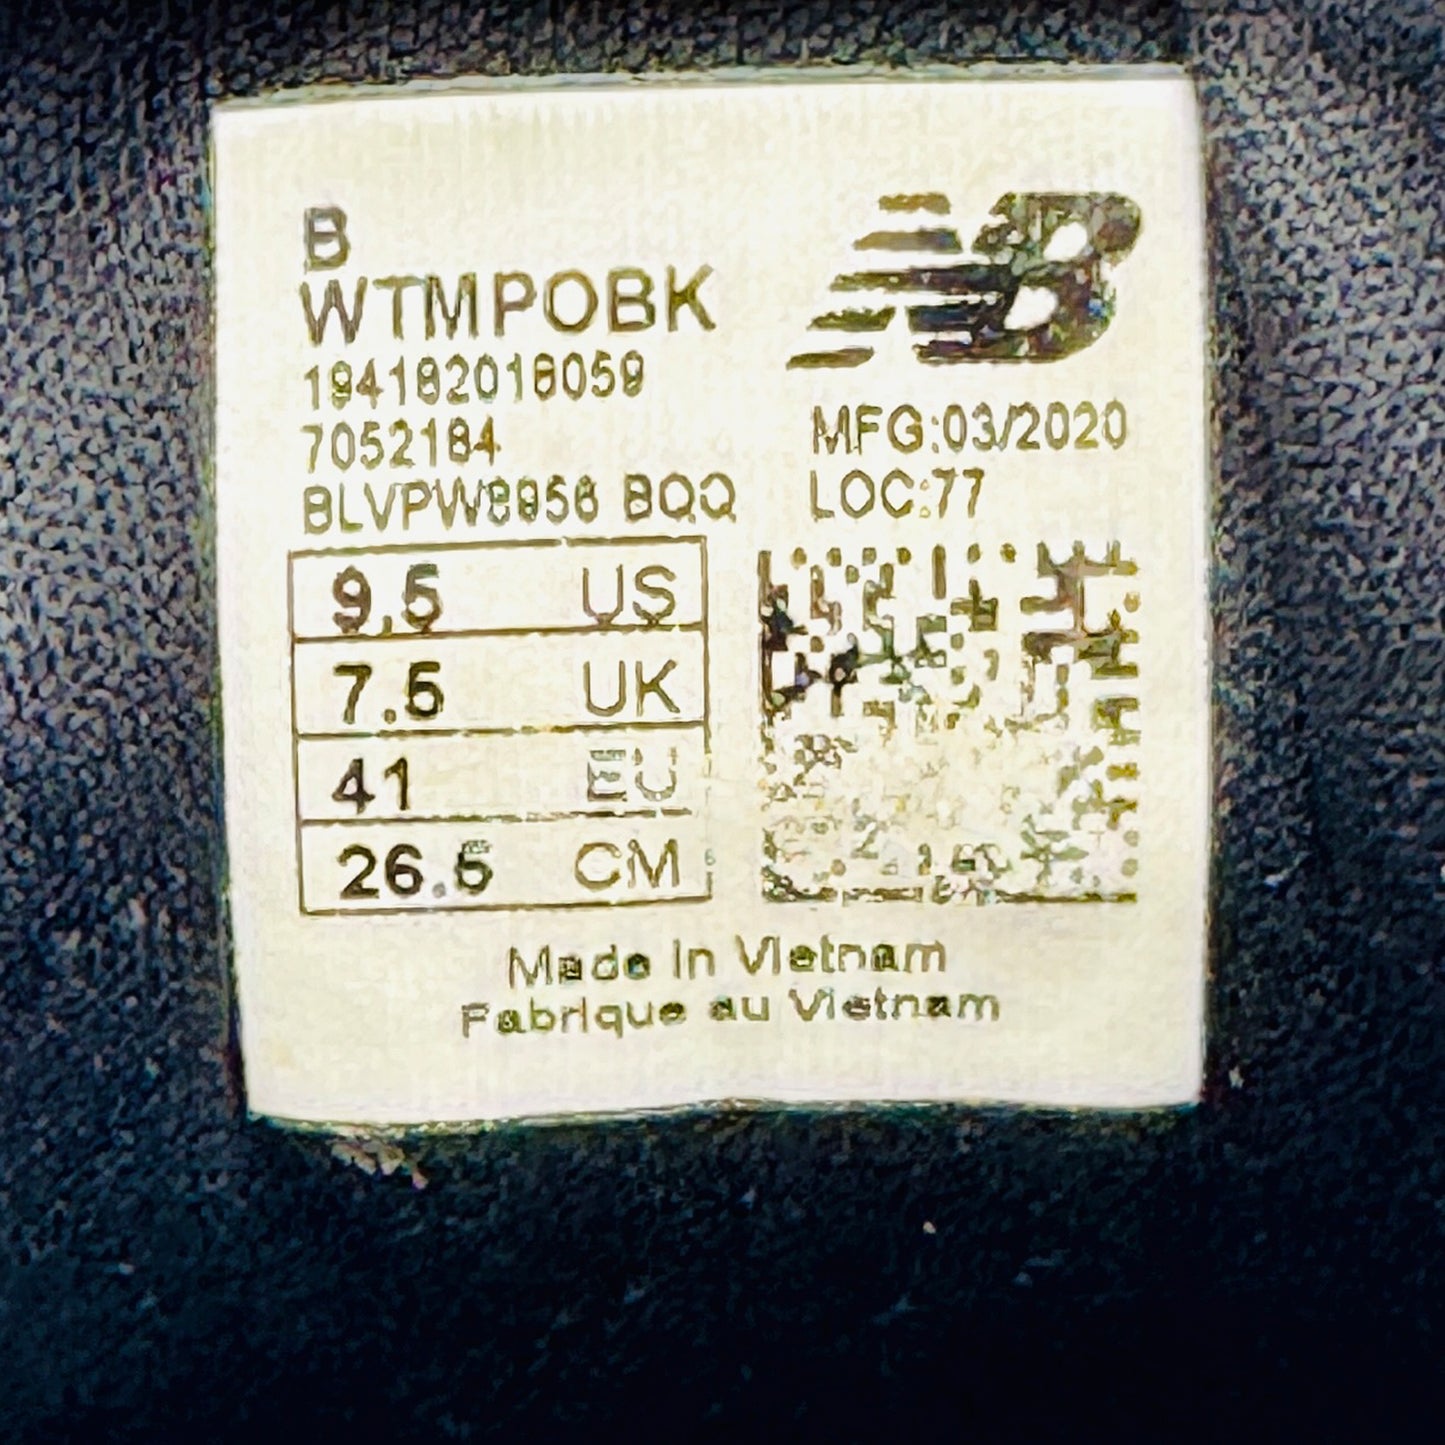 B
WTMPOBK
194182018059
7052184
BLVPW8956 BQQ
MFG:03/2020
LOC:77
9.5 US
7.5 UK
41 EU
26.5 CM
Made in Vietnam
Fabrique au Vietnam